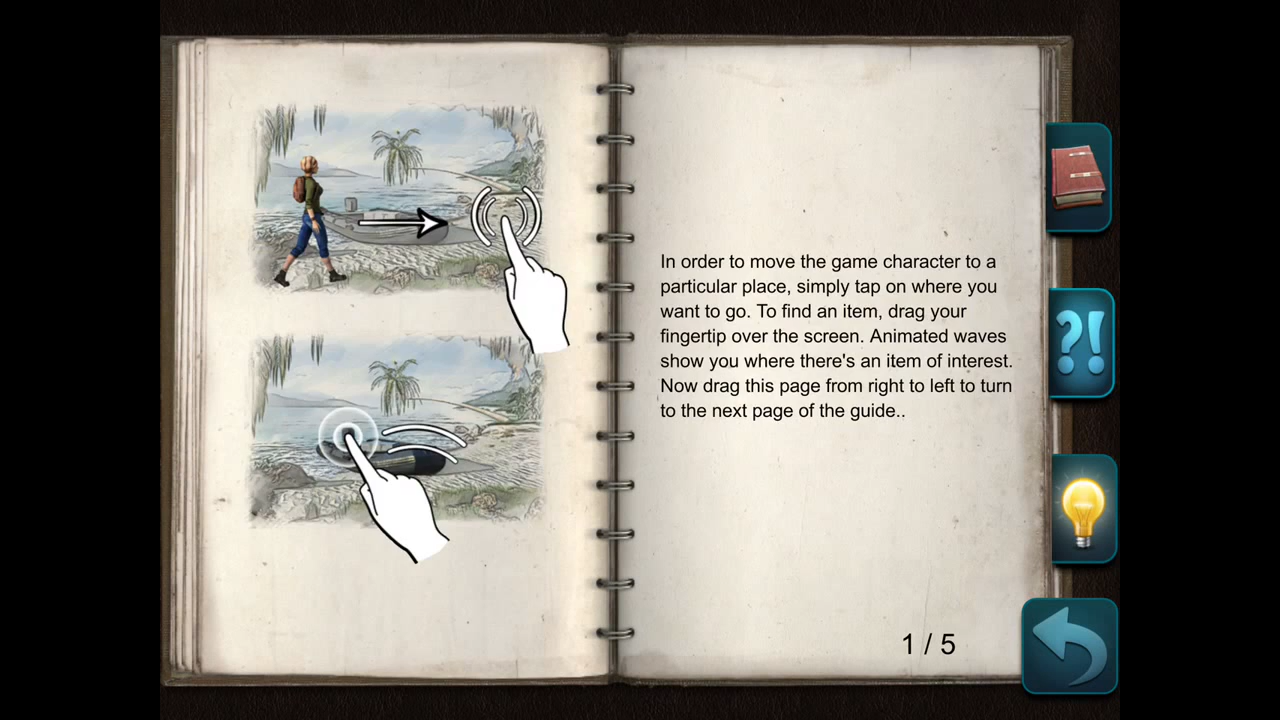 In order to move the game character to a
particular place, simply tap on where you
want to go. To find an item, drag your
fingertip over the screen. Animated waves
show you where there's an item of interest.
Now drag this page from right to left to turn
to the next page of the guide..
?!
1 / 5